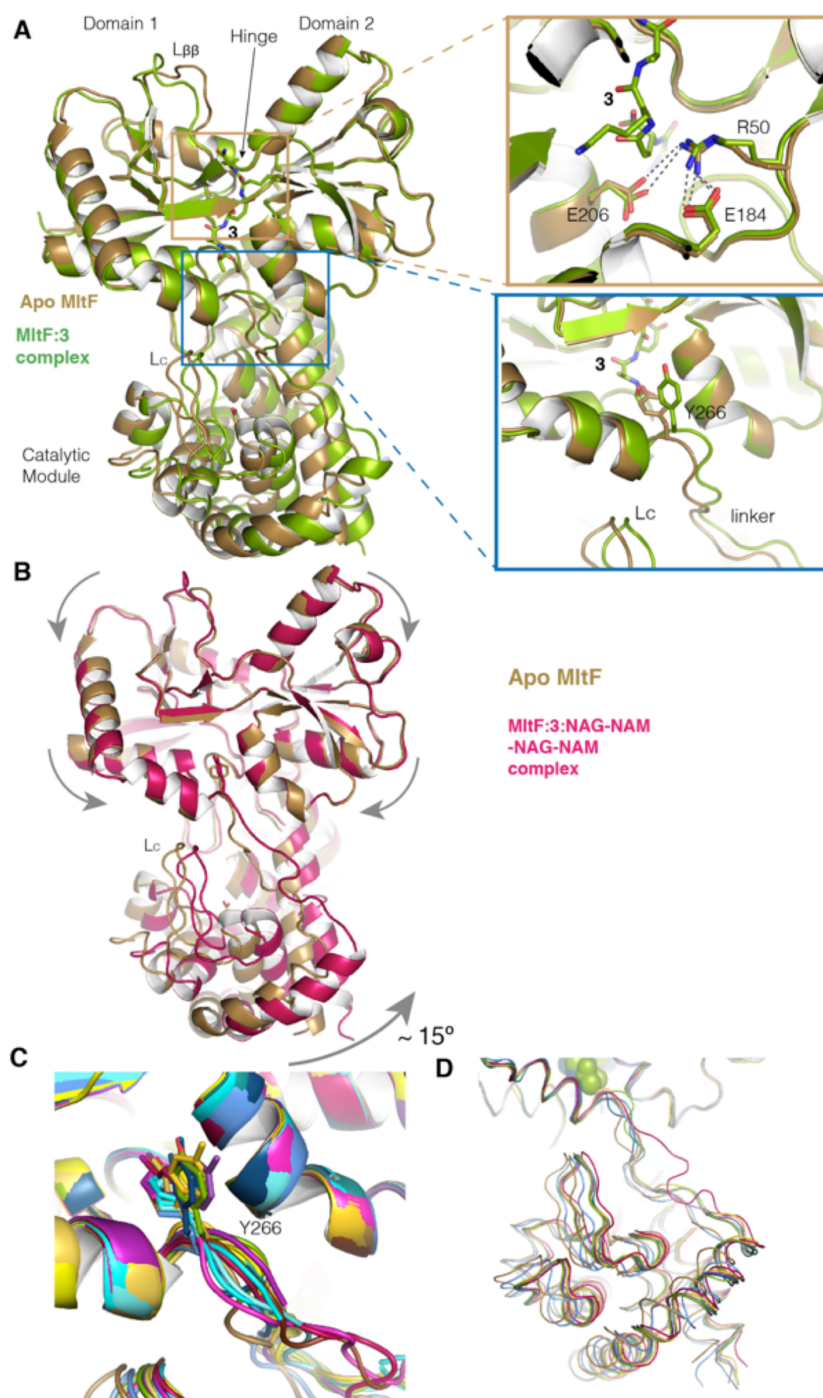 A
Domain 1
Lββ
Hinge
Domain 2
3
Apo MltF
MltF:3
complex
Lc
Catalytic
Module
3
R50
E206
E184
3
Y266
Lc
linker
B
Lc
~ 15º
Apo MltF
MltF:3:NAG-NAM
-NAG-NAM
complex
C
Y266
D